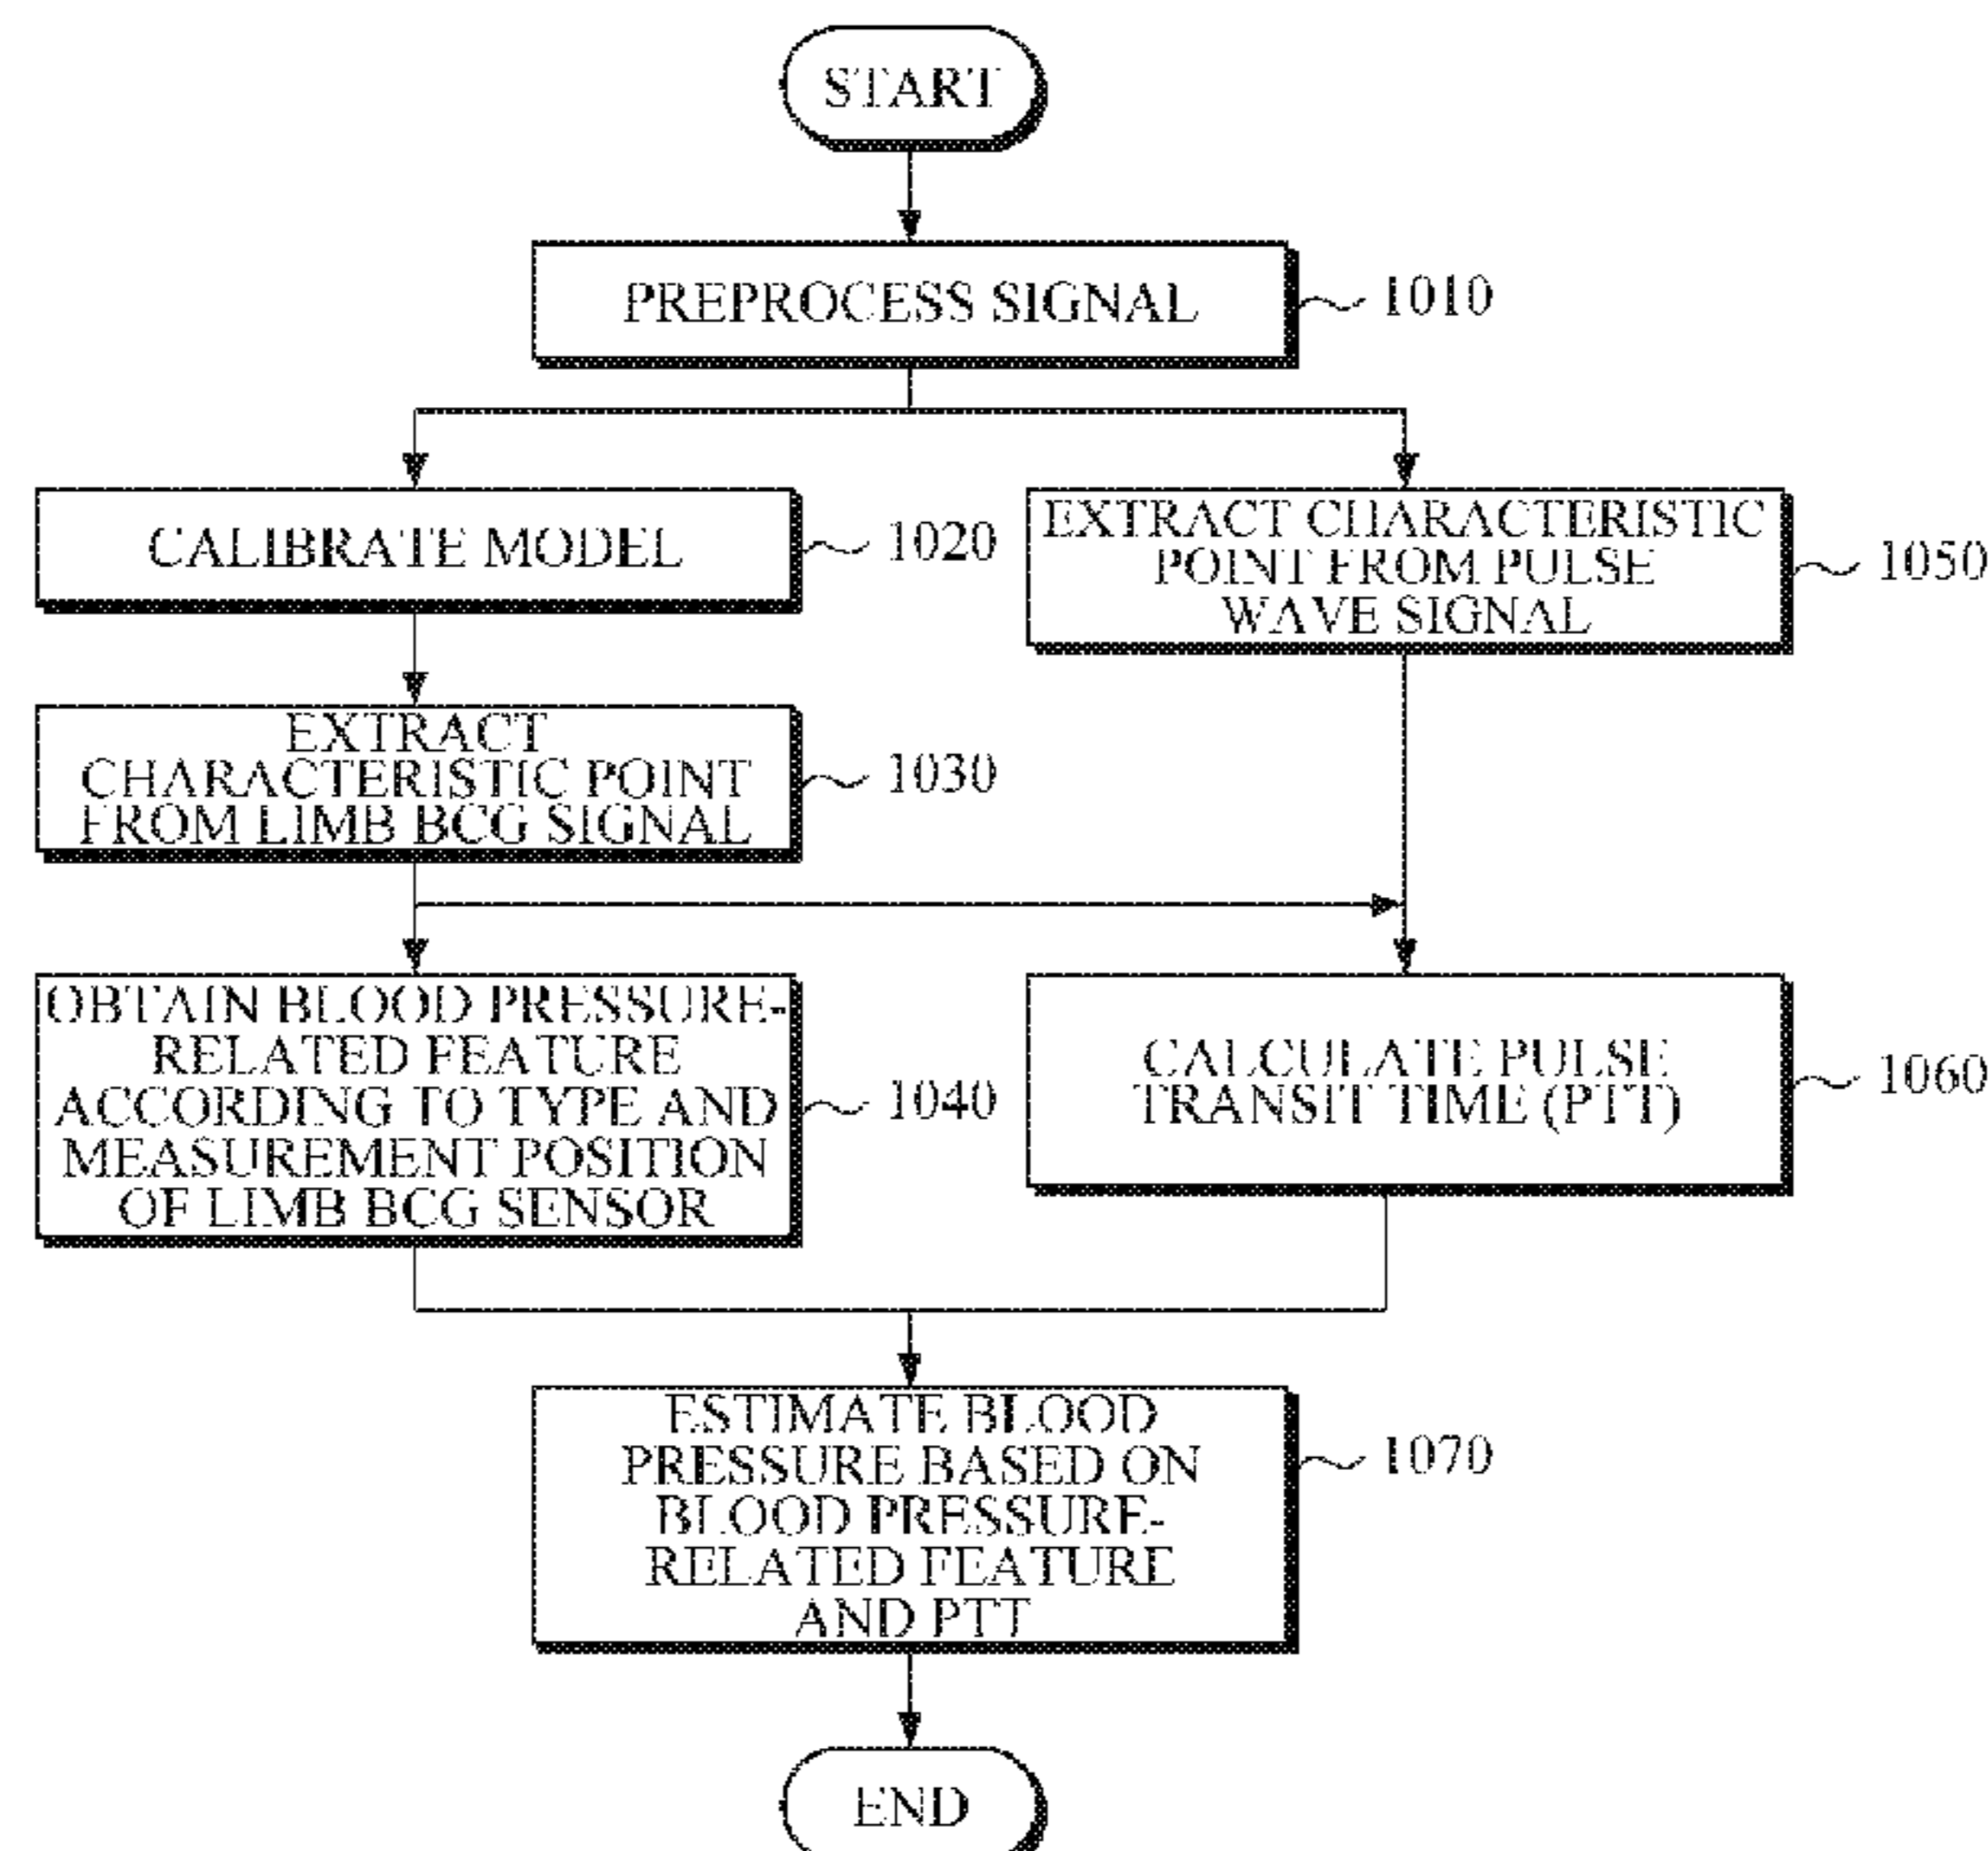 START
PREPROCESS SIGNAL
1010
CALIBRATE MODEL
1020
EXTRACT CHARACTERISTIC
POINT FROM PULSE
WAVE SIGNAL
1050
EXTRACT
CHARACTERISTIC POINT
FROM LIMB BCG SIGNAL
1030
OBTAIN BLOOD PRESSURE-
RELATED FEATURE
ACCORDING TO TYPE AND
MEASUREMENT POSITION
OF LIMB BCG SENSOR
1040
CALCULATE PULSE
TRANSIT TIME (PTT)
1060
ESTIMATE BLOOD
PRESSURE BASED ON
BLOOD PRESSURE-
RELATED FEATURE
AND PTT
1070
END